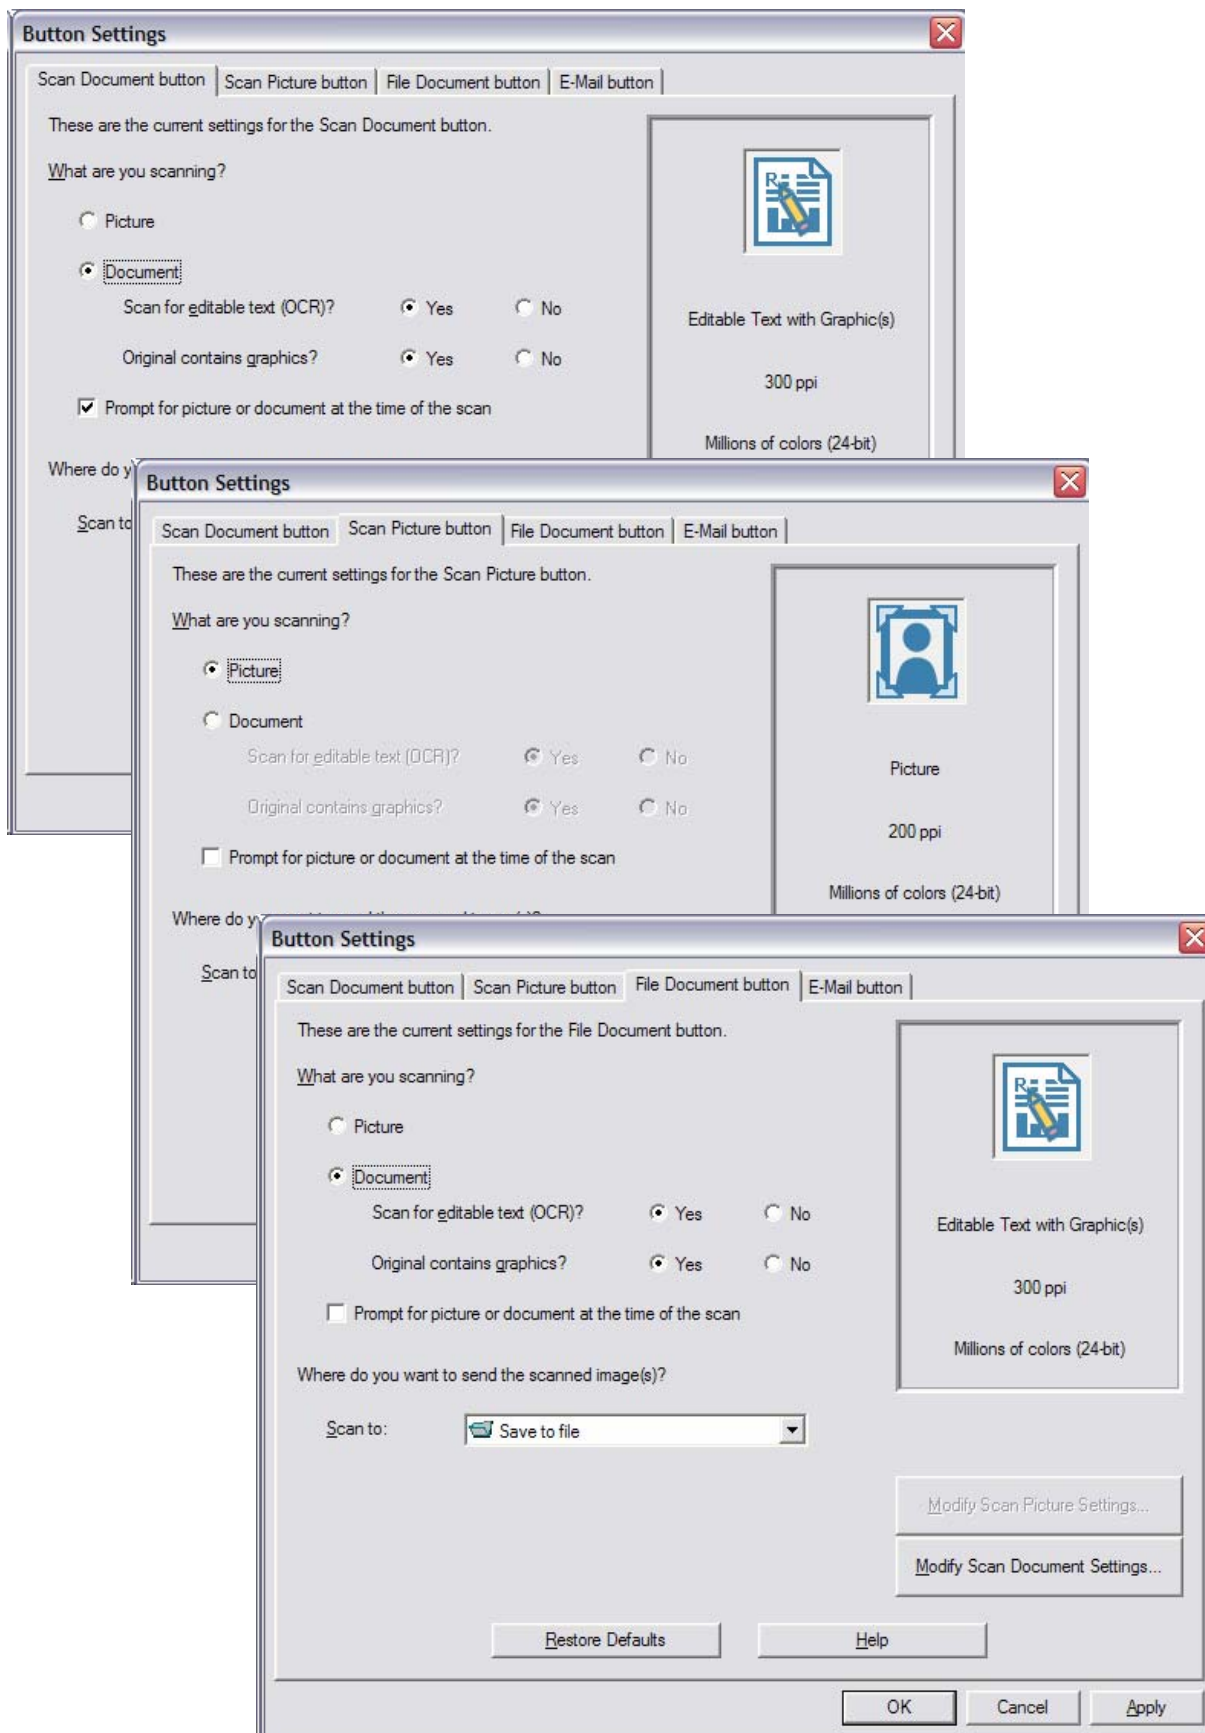 Button Settings
Scan Document button Scan Picture button File Document button E-Mail button
These are the current settings for the Scan Document button.
What are you scanning?
Picture
Document
Scan for editable text (OCR)? Yes No
Original contains graphics? Yes No
Prompt for picture or document at the time of the scan
R
Editable Text with Graphic(s)
300 ppi
Millions of colors (24-bit)
Where do y
Scan to
Button Settings
Scan Document button Scan Picture button File Document button E-Mail button
These are the current settings for the Scan Picture button.
What are you scanning?
Picture
Document
Scan for editable text (OCR)? Yes No
Original contains graphics? Yes No
Prompt for picture or document at the time of the scan
Picture
200 ppi
Millions of colors (24-bit)
Where do y
Scan to
Button Settings
Scan Document button Scan Picture button File Document button E-Mail button
These are the current settings for the File Document button.
What are you scanning?
Picture
Document
Scan for editable text (OCR)? Yes No
Original contains graphics? Yes No
Prompt for picture or document at the time of the scan
R
Editable Text with Graphic(s)
300 ppi
Millions of colors (24-bit)
Where do you want to send the scanned image(s)?
Scan to: Save to file
Modify Scan Picture Settings...
Modify Scan Document Settings...
Restore Defaults Help
OK Cancel Apply